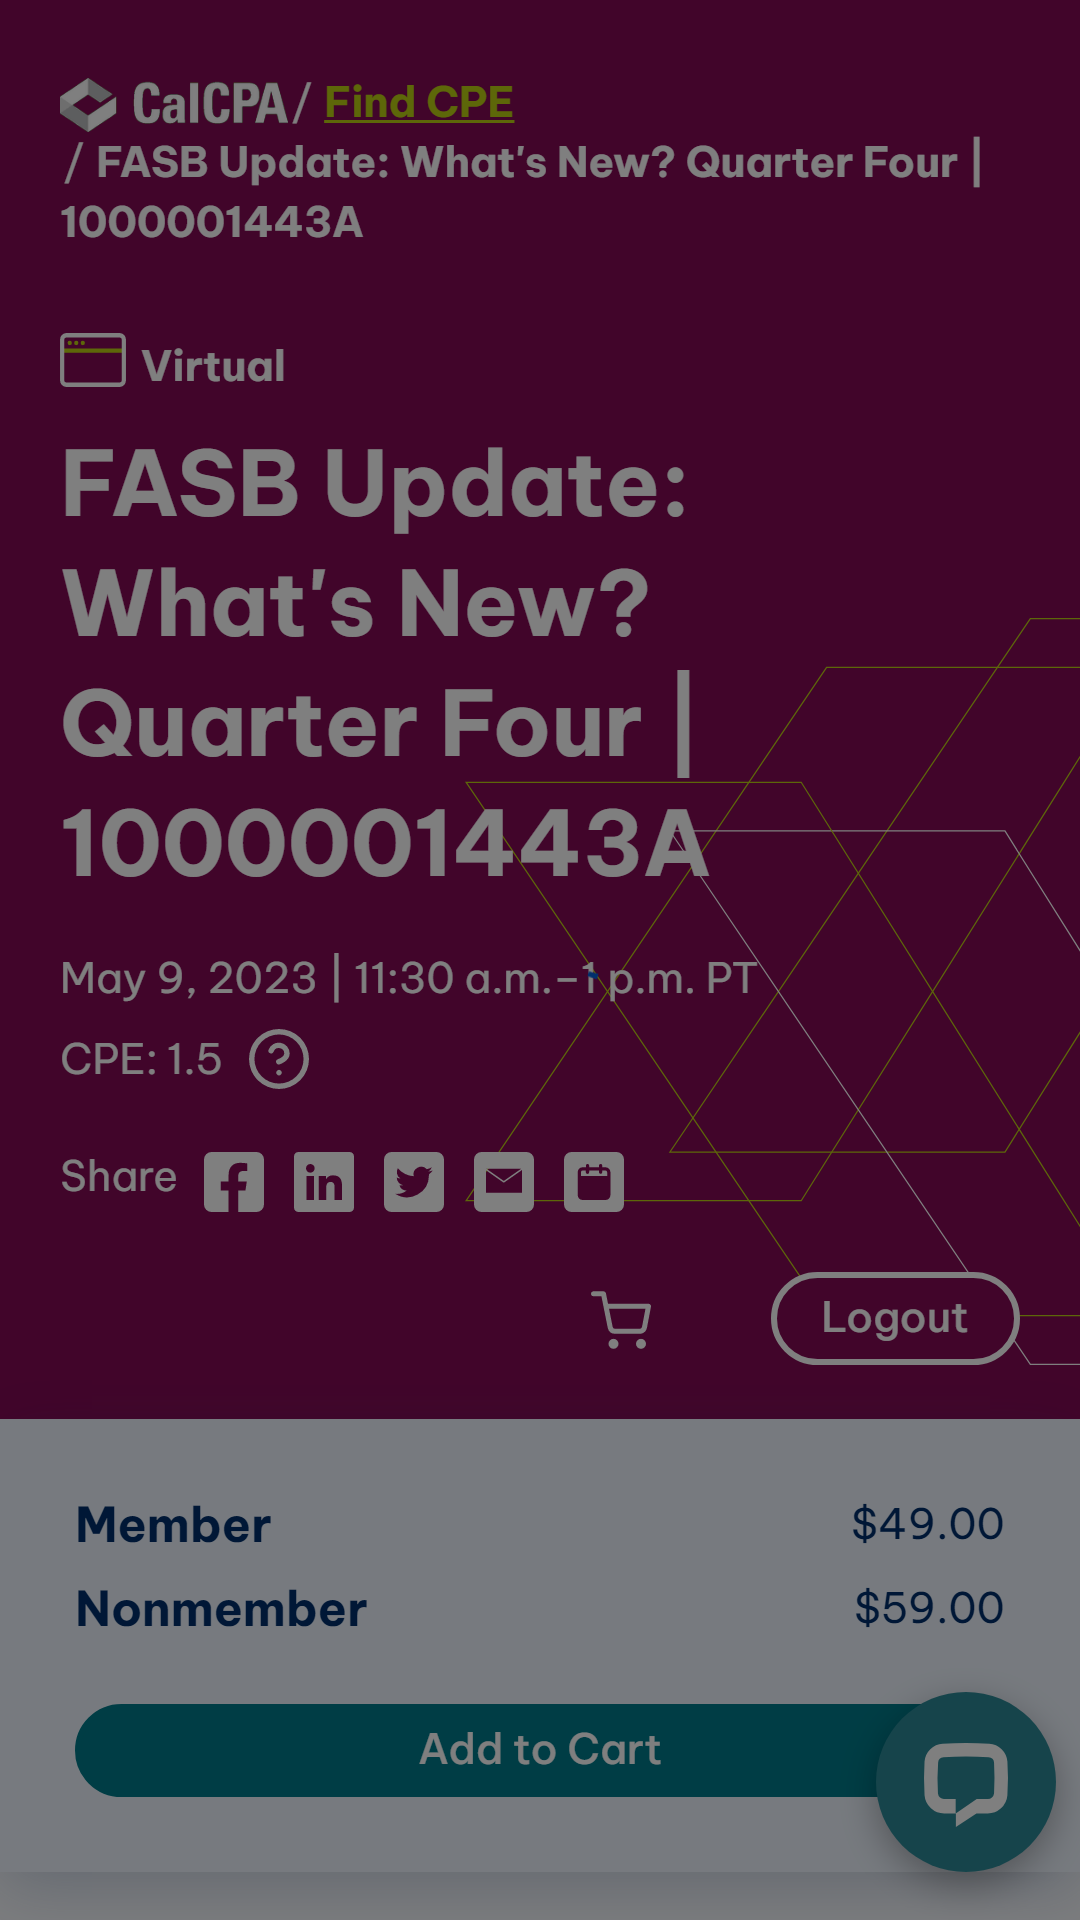 CalCPA / Find CPE
/ FASB Update: What's New? Quarter Four |
1000001443A
Virtual
FASB Update:
What's New?
Quarter Four |
1000001443A
May 9, 2023 | 11:30 a.m.–1 p.m. PT
CPE: 1.5 ?
Share
Logout
Member $49.00
Nonmember $59.00
Add to Cart